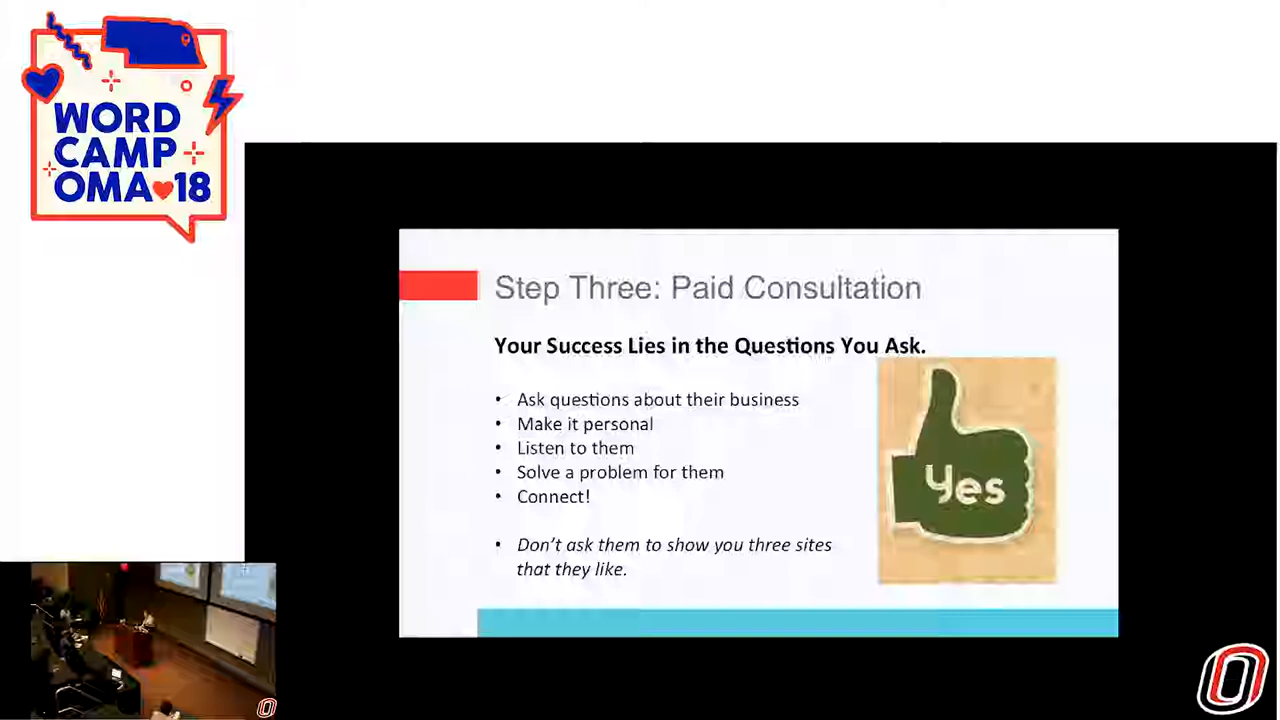 WORD
CAMP
OMA 18
Step Three: Paid Consultation
Your Success Lies in the Questions You Ask.
• Ask questions about their business
• Make it personal
• Listen to them
• Solve a problem for them
• Connect!
• Don't ask them to show you three sites
that they like.
Yes
O
O